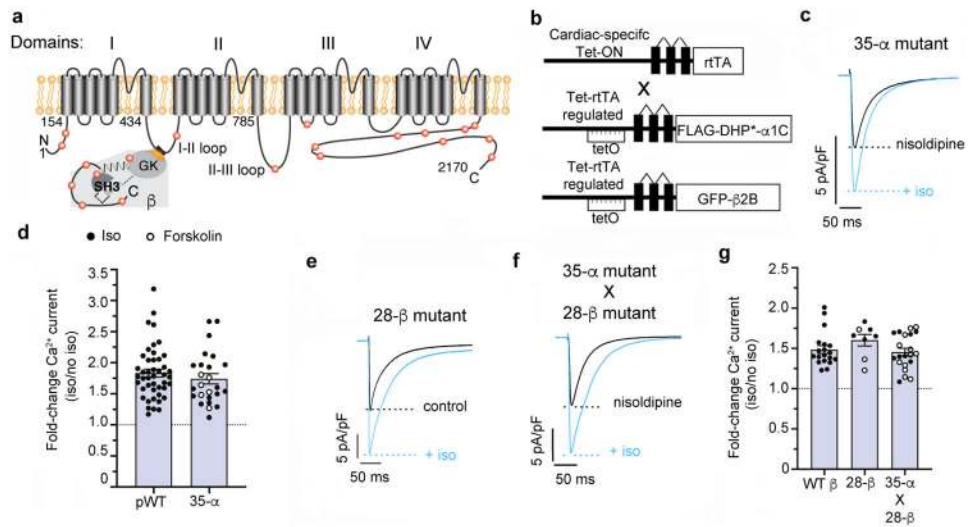 a
Domains: I II III IV
154 434 785
N
1
I-II loop
II-III loop
2170
C
GK
SH3
C
β
b
Cardiac-specifc
Tet-ON
rtTA
X
Tet-rtTA
regulated
FLAG-DHP*-α1C
tetO
Tet-rtTA
regulated
GFP-β2B
tetO
c
35-α mutant
nisoldipine
5 pA/pF
+ iso
50 ms
d
Iso Forskolin
Fold-change Ca²⁺ current
(iso/no iso)
3.5
3.0
2.5
2.0
1.5
1.0
0.5
0
pWT 35-α
e
28-β mutant
control
5 pA/pF
+ iso
50 ms
f
35-α mutant
X
28-β mutant
nisoldipine
5 pA/pF
+ iso
50 ms
g
Fold-change Ca²⁺ current
(iso/no iso)
2.5
2.0
1.5
1.0
0.5
0.0
WT β 28-β 35-α
X
28-β